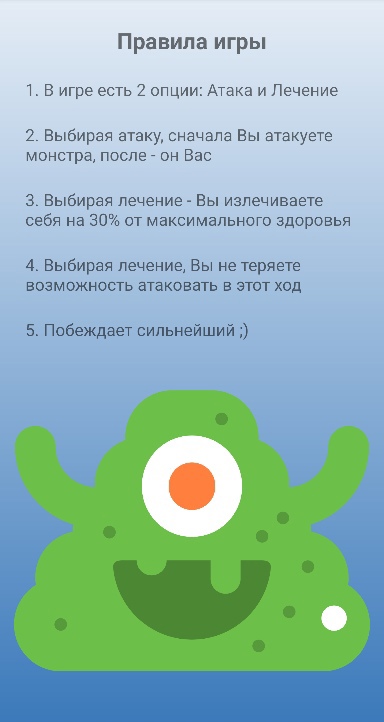 Правила игры
1. В игре есть 2 опции: Атака и Лечение
2. Выбирая атаку, сначала Вы атакуете
монстра, после - он Вас
3. Выбирая лечение - Вы излечиваете
себя на 30% от максимального здоровья
4. Выбирая лечение, Вы не теряете
возможность атаковать в этот ход
5. Побеждает сильнейший ;)